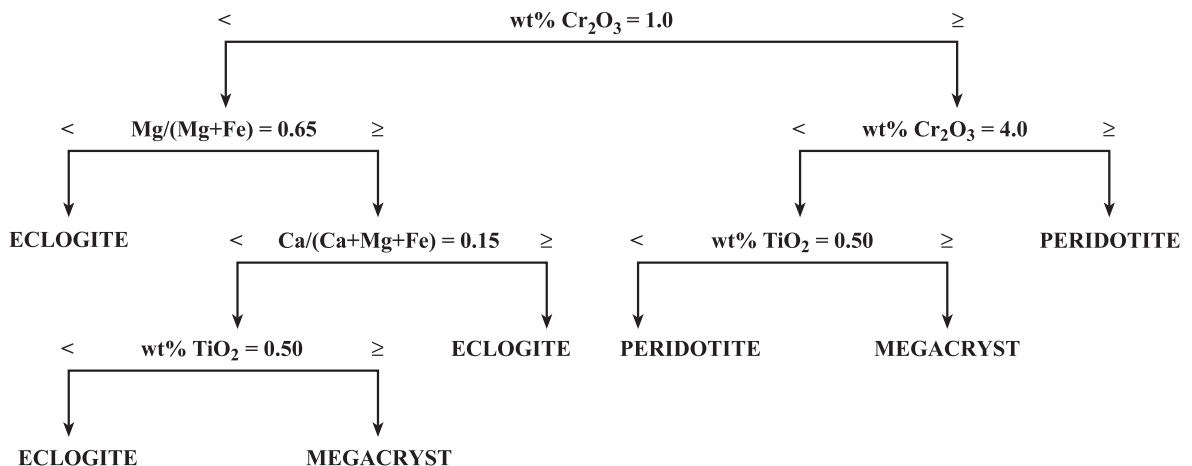 < wt% Cr₂O₃ = 1.0 ≥
< Mg/(Mg+Fe) = 0.65 ≥ < wt% Cr₂O₃ = 4.0 ≥
ECLOGITE < Ca/(Ca+Mg+Fe) = 0.15 ≥ < wt% TiO₂ = 0.50 ≥ PERIDOTITE
< wt% TiO₂ = 0.50 ≥ ECLOGITE PERIDOTITE MEGACRYST
ECLOGITE MEGACRYST